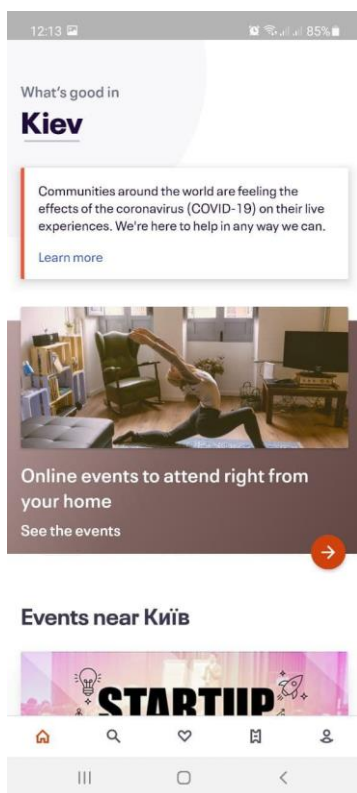 12:13 85%
What's good in
Kiev
Communities around the world are feeling the
effects of the coronavirus (COVID-19) on their live
experiences. We're here to help in any way we can.
Learn more
Online events to attend right from
your home
See the events
Events near Київ
STARTUP